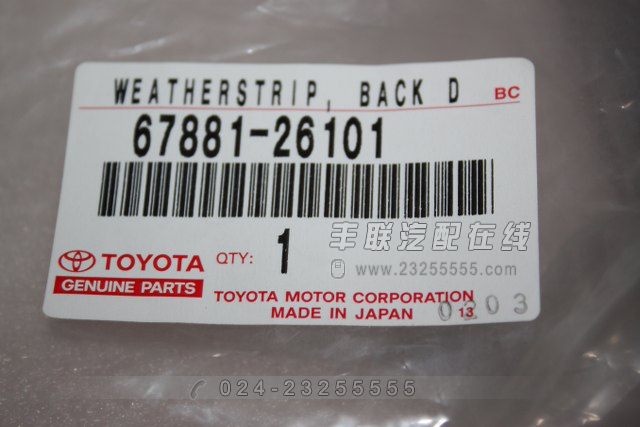 WEATHERSTRIP, BACK D BC
67881-26101
丰联汽配在线
www.23255555.com
TOYOTA QTY: 1
GENUINE PARTS
TOYOTA MOTOR CORPORATION
MADE IN JAPAN 13
0203
024-23255555